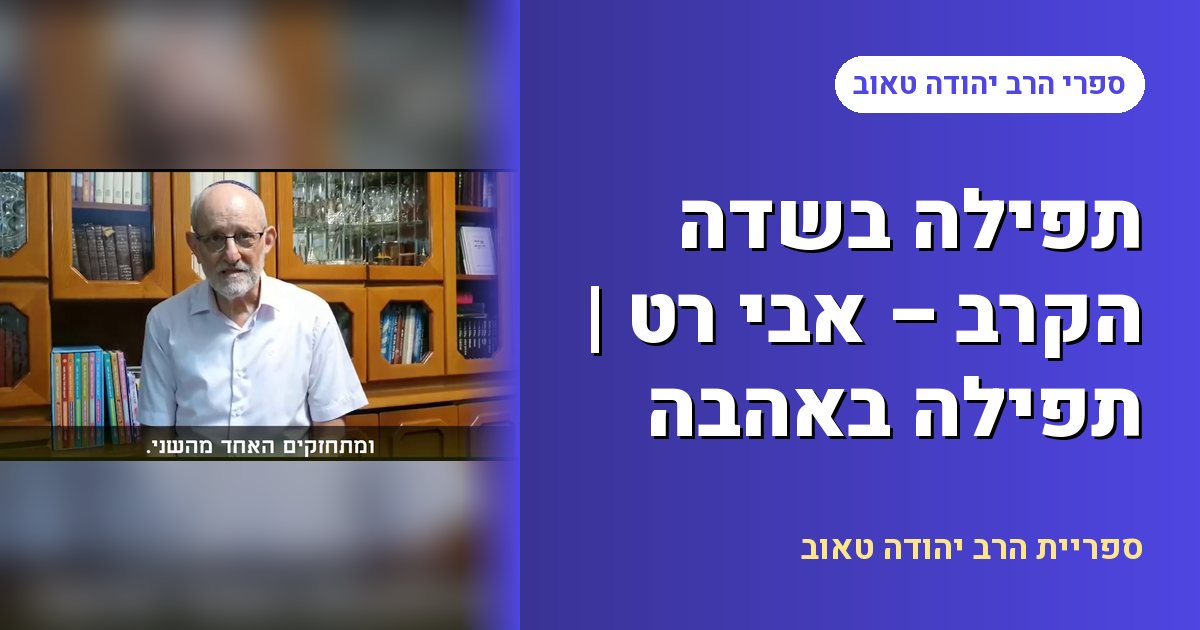 ספרי הרב יהודה טאוב
תפילה בשדה
הקרב – אבי רט |
תפילה באהבה
ספריית הרב יהודה טאוב
ומתחזקים האחד מהשני.